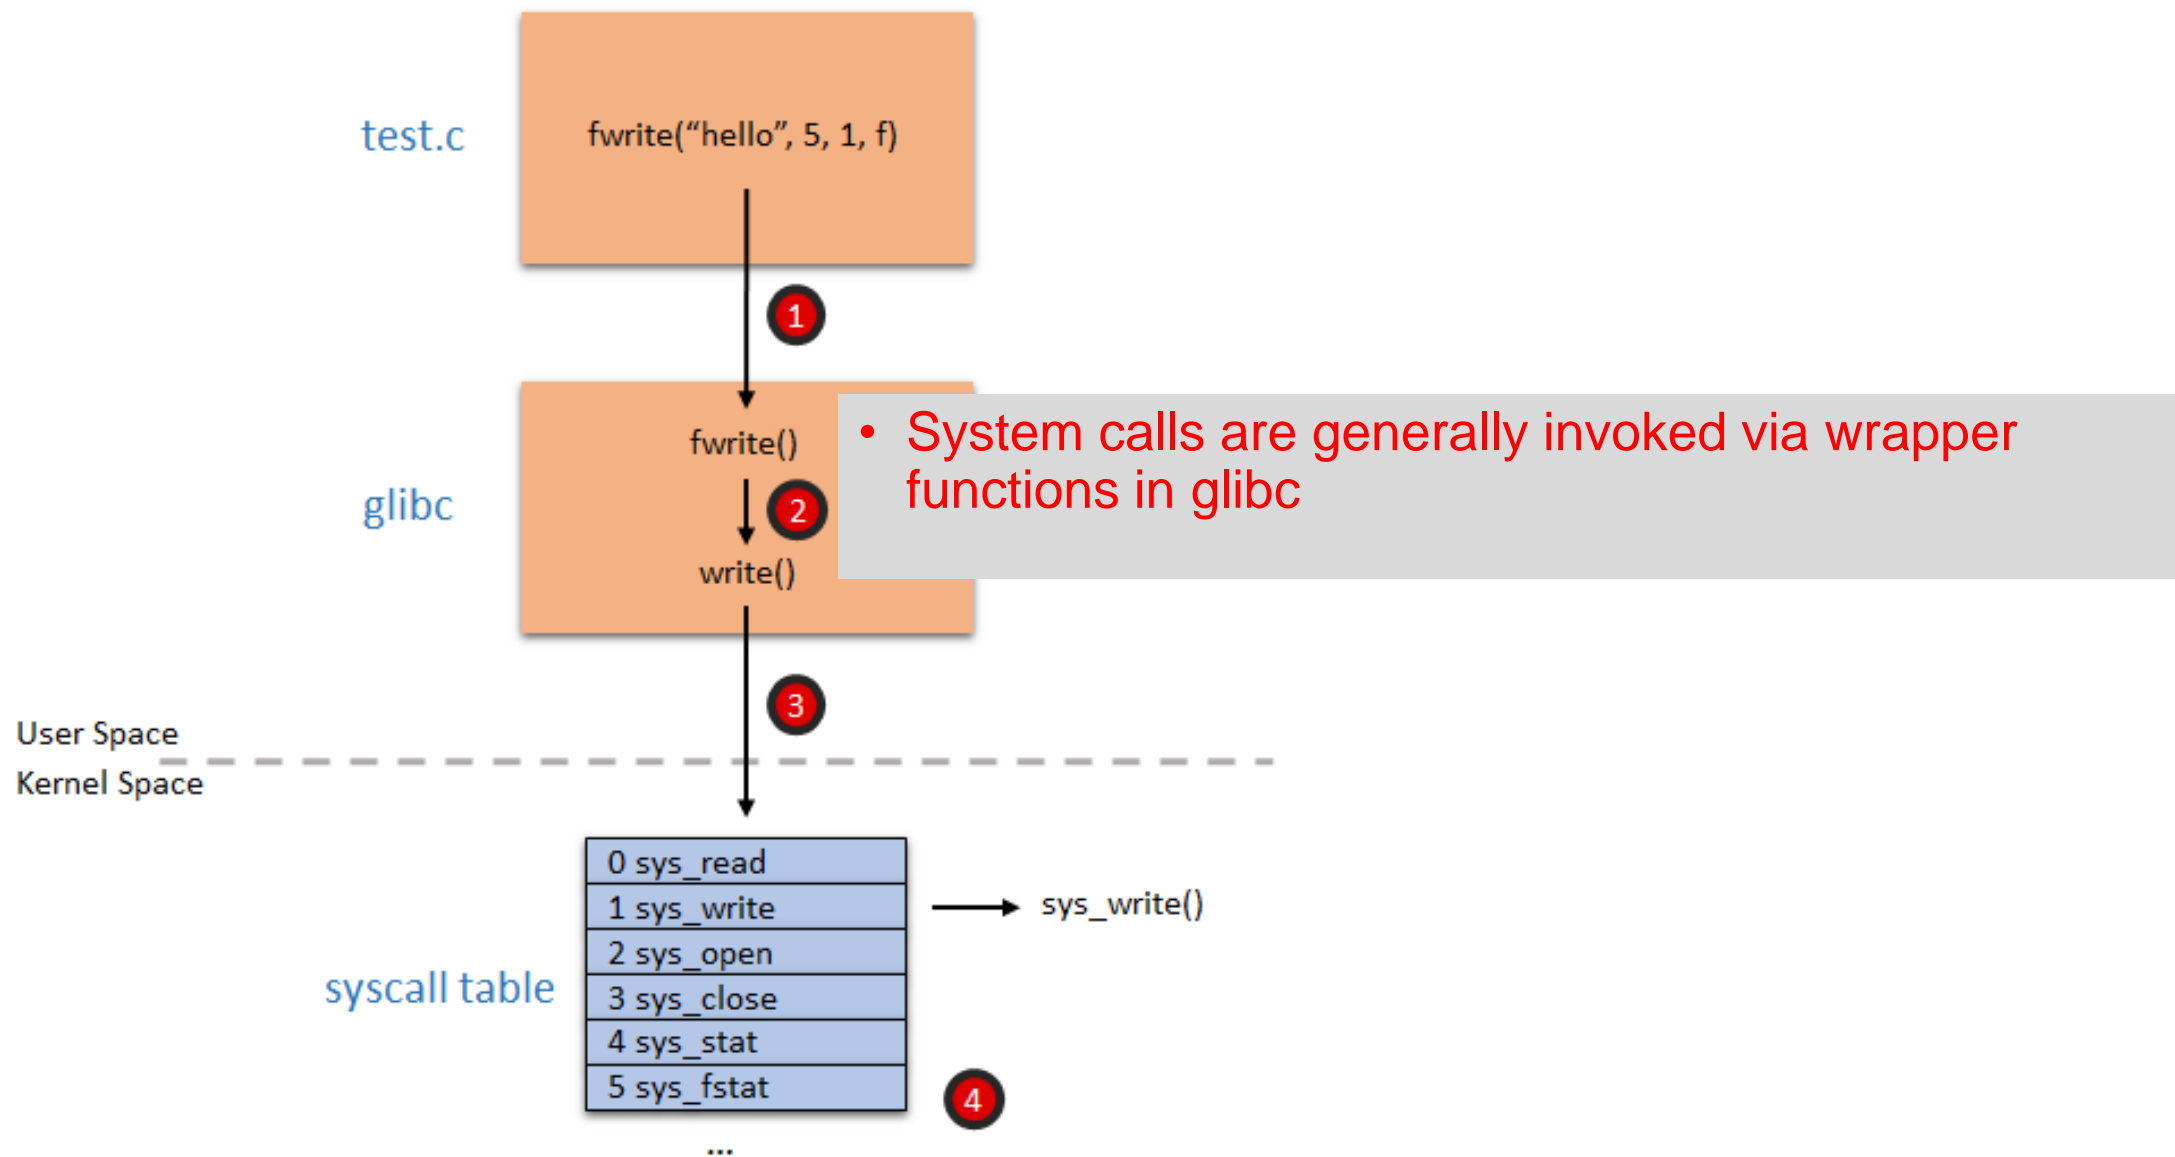 test.c
fwrite(“hello”, 5, 1, f)
1
fwrite()
• System calls are generally invoked via wrapper
functions in glibc
glibc
2
write()
3
User Space
Kernel Space
0 sys_read
1 sys_write
sys_write()
2 sys_open
syscall table
3 sys_close
4 sys_stat
5 sys_fstat
4
...